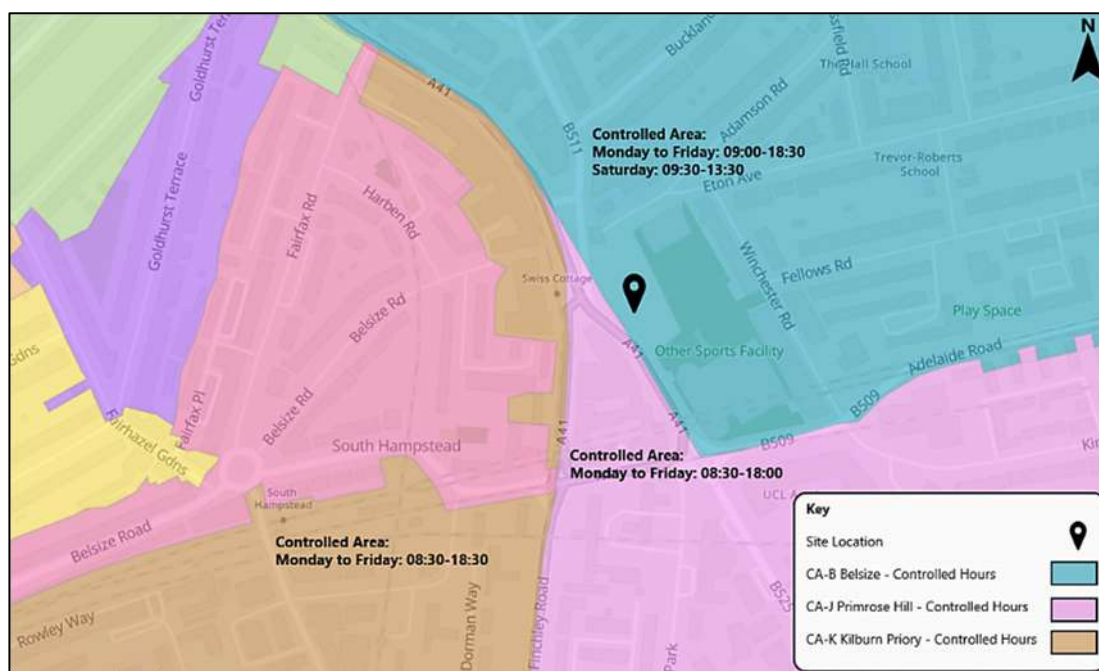 Goldhurst Ter
N
A41
Buckland
ssfield Rd
The Hall School
Adamson Rd
B511
Controlled Area:
Monday to Friday: 09:00-18:30
Saturday: 09:30-13:30
Trevor-Roberts
School
Eton Ave
Goldhurst Terrace
Fairfax Rd
Harben Rd
Winchester Rd
Fellows Rd
Swiss Cottage
Belsize Rd
Play Space
A41
Other Sports Facility
Adelaide Road
Gdns
Fairfax Pl
Belsize Rd
B509
Fairhazel Gdns
South Hampstead
A41
A41
B509
Controlled Area:
Monday to Friday: 08:30-18:00
South
Hampstead
UCL A
Belsize Road
Controlled Area:
Monday to Friday: 08:30-18:30
Rowley Way
Dorman Way
Finchley Road
Park
B525
Key
Site Location
CA-B Belsize - Controlled Hours
CA-J Primrose Hill - Controlled Hours
CA-K Kilburn Priory - Controlled Hours